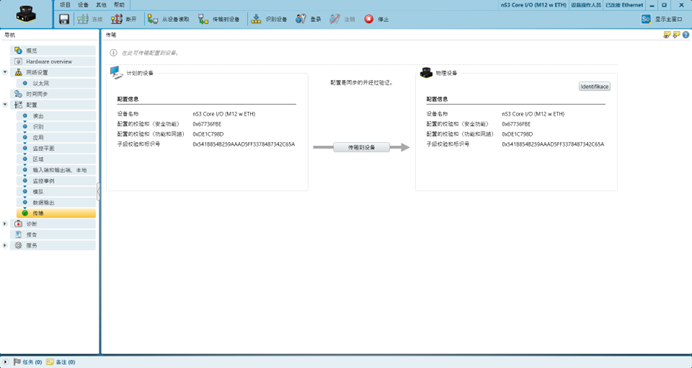 项目 设备 其他 帮助
nS3 Core I/O (M12 w ETH) 设备操作人员 已连接 Ethernet
连接 断开 从设备读取 传输到设备 识别设备 登录 注销 停止 显示主窗口
导航
传输
概览
Hardware overview
网络设置
以太网
时间同步
配置
读出
识别
应用
监控平面
区域
输入端和输出端, 本地
监控事例
模拟
数据输出
传输
诊断
报告
服务
在此可传输配置到设备。
计划的设备
配置信息
设备名称 nS3 Core I/O (M12 w ETH)
配置的校验和 (安全功能) 0x67736FBE
配置的校验和 (功能和网络) 0xDE1C798D
子组校验和标识号 0x5418854B259AAAD5FF3378487342C65A
配置是同步的并经过验证。
传输到设备
物理设备
Identifikace
配置信息
设备名称 nS3 Core I/O (M12 w ETH)
配置的校验和 (安全功能) 0x67736FBE
配置的校验和 (功能和网络) 0xDE1C798D
子组校验和标识号 0x5418854B259AAAD5FF3378487342C65A
任务 (0) 备注 (0)